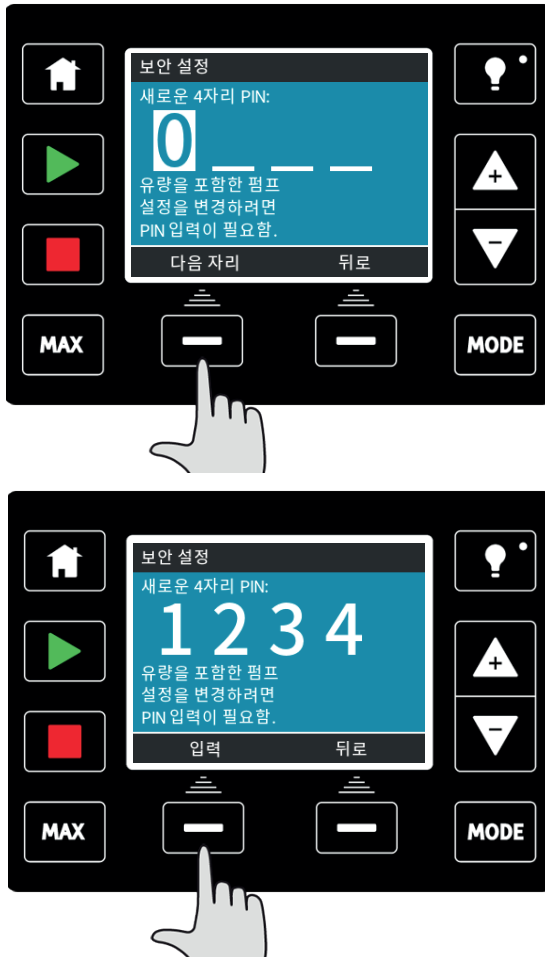 보안 설정
새로운 4자리 PIN:
0 _ _ _
유량을 포함한 펌프
설정을 변경하려면
PIN 입력이 필요함.
다음 자리 뒤로
MAX
MODE
보안 설정
새로운 4자리 PIN:
1 2 3 4
유량을 포함한 펌프
설정을 변경하려면
PIN 입력이 필요함.
입력 뒤로
MAX
MODE